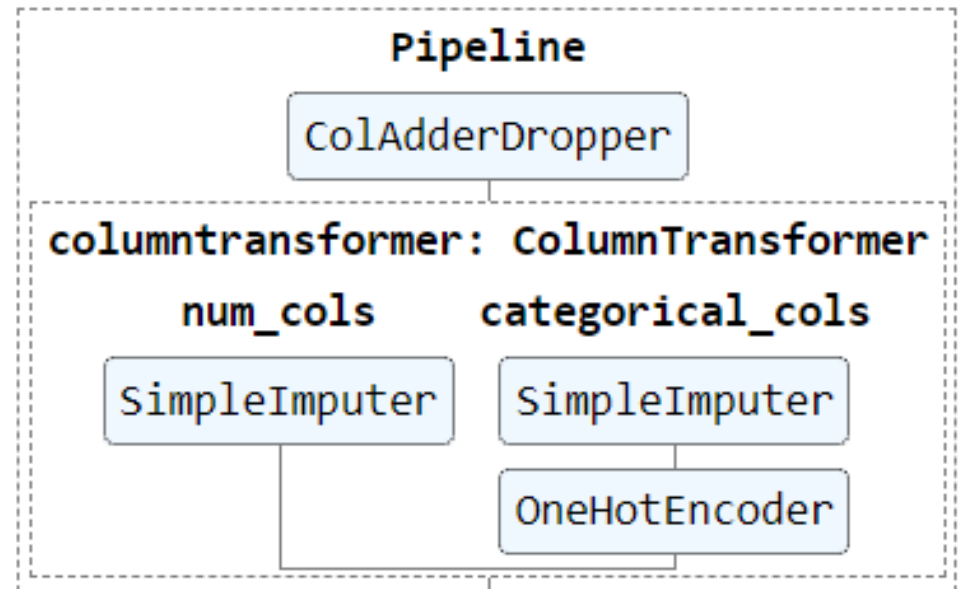 Pipeline
ColAdderDropper
columntransformer: ColumnTransformer
num_cols categorical_cols
SimpleImputer SimpleImputer
OneHotEncoder